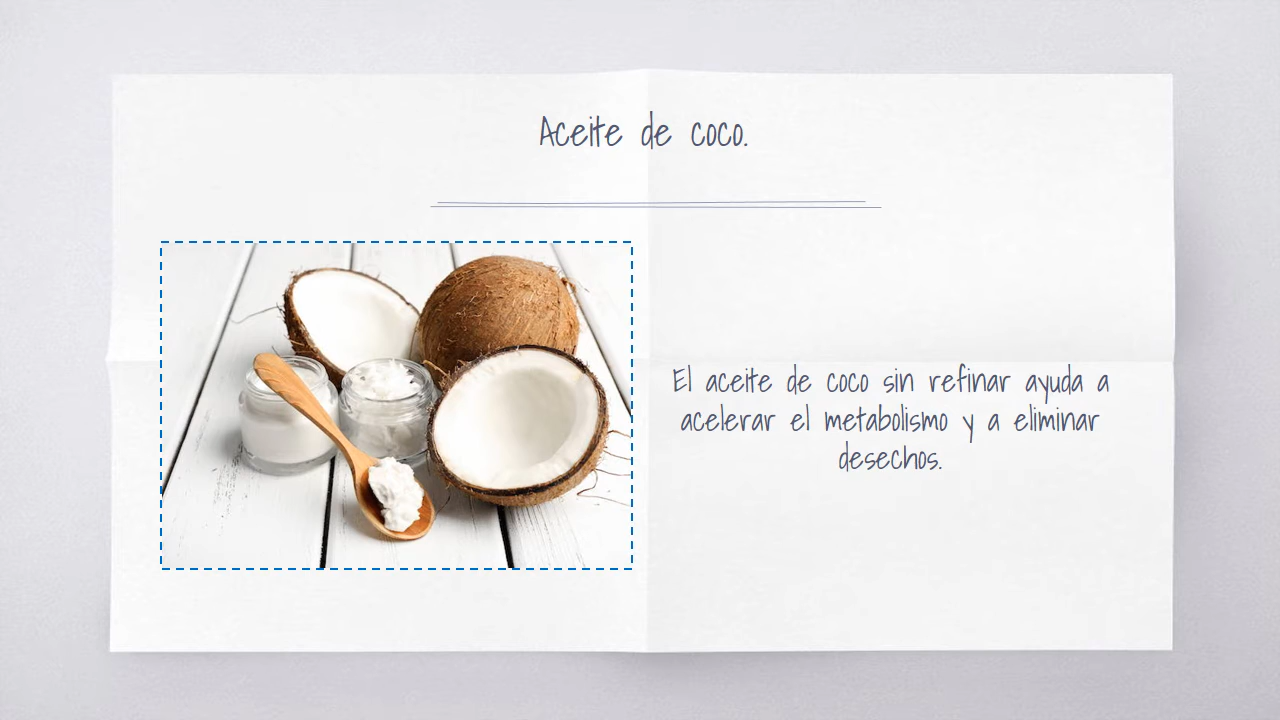 Aceite de coco.
El aceite de coco sin refinar ayuda a
acelerar el metabolismo y a eliminar
desechos.